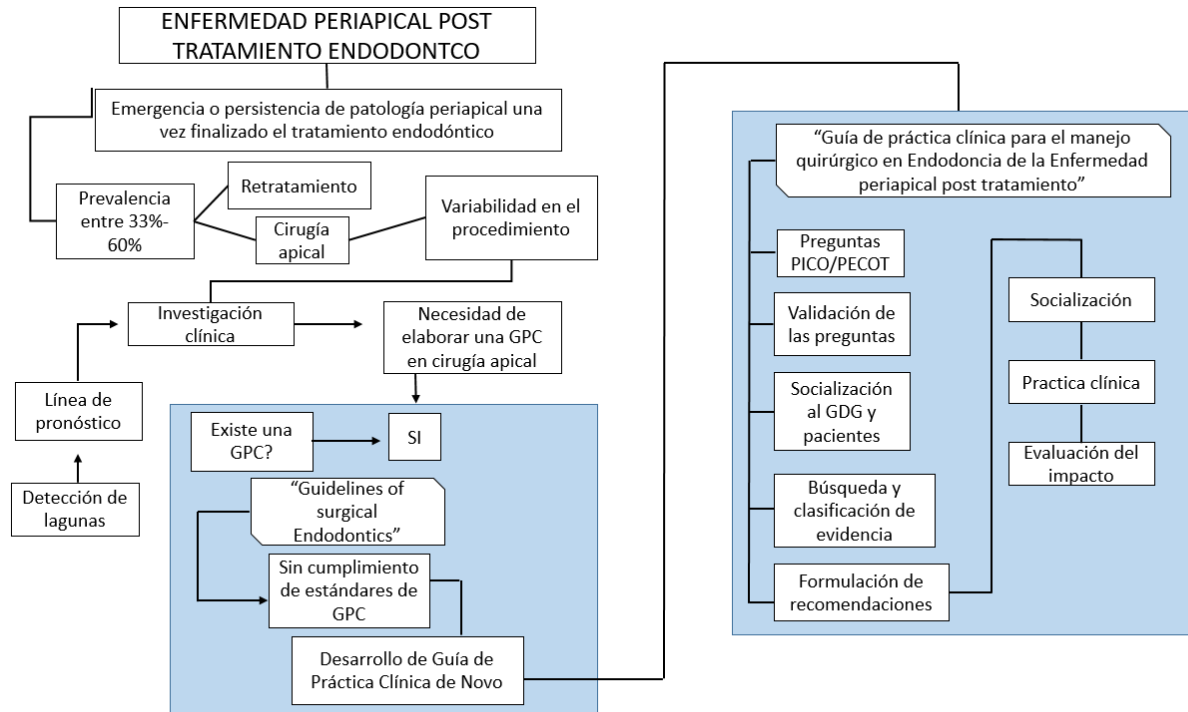 ENFERMEDAD PERIAPICAL POST
TRATAMIENTO ENDODONTCO
Emergencia o persistencia de patología periapical una
vez finalizado el tratamiento endodóntico
Prevalencia
entre 33%-
60%
Retratamiento
Cirugía
apical
Variabilidad en el
procedimiento
Investigación
clínica
Necesidad de
elaborar una GPC
en cirugía apical
Línea de
pronóstico
Detección de
lagunas
Existe una
GPC?
SI
“Guidelines of
surgical
Endodontics”
Sin cumplimiento
de estándares de
GPC
Desarrollo de Guía de
Práctica Clínica de Novo
“Guía de práctica clínica para el manejo
quirúrgico en Endodoncia de la Enfermedad
periapical post tratamiento”
Preguntas
PICO/PECOT
Validación de
las preguntas
Socialización
al GDG y
pacientes
Búsqueda y
clasificación de
evidencia
Formulación de
recomendaciones
Socialización
Practica clínica
Evaluación del
impacto